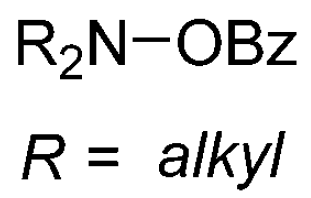 R₂N–OBz
R = alkyl